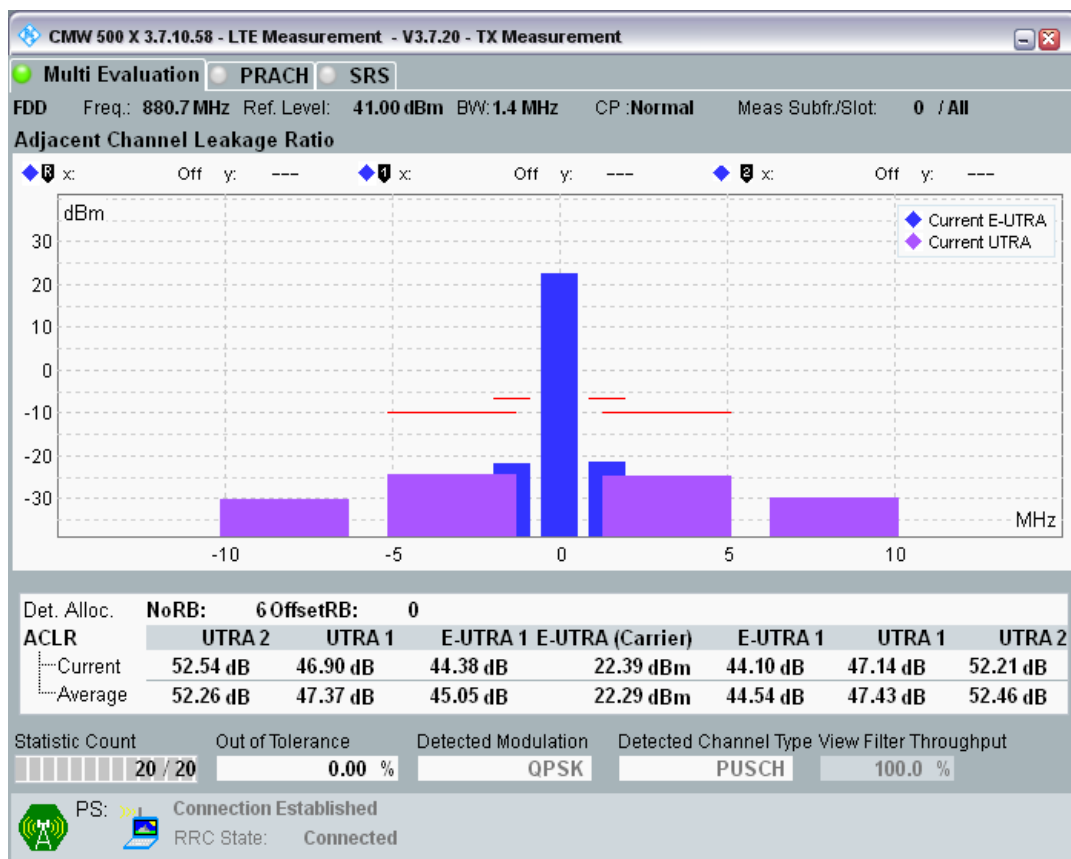 CMW 500 X 3.7.10.58 - LTE Measurement - V3.7.20 - TX Measurement
Multi Evaluation PRACH SRS
FDD Freq.: 880.7 MHz Ref. Level: 41.00 dBm BW: 1.4 MHz CP :Normal Meas Subfr./Slot: 0 / All
Adjacent Channel Leakage Ratio
R x: Off y: --- 1 x: Off y: --- 2 x: Off y: ---
dBm
Current E-UTRA
Current UTRA
30
20
10
0
-10
-20
-30
MHz
-10 -5 0 5 10
Det. Alloc. NoRB: 6 OffsetRB: 0
ACLR UTRA 2 UTRA 1 E-UTRA 1 E-UTRA (Carrier) E-UTRA 1 UTRA 1 UTRA 2
Current 52.54 dB 46.90 dB 44.38 dB 22.39 dBm 44.10 dB 47.14 dB 52.21 dB
Average 52.26 dB 47.37 dB 45.05 dB 22.29 dBm 44.54 dB 47.43 dB 52.46 dB
Statistic Count Out of Tolerance Detected Modulation Detected Channel Type View Filter Throughput
20 / 20 0.00 % QPSK PUSCH 100.0 %
PS: Connection Established
RRC State: Connected